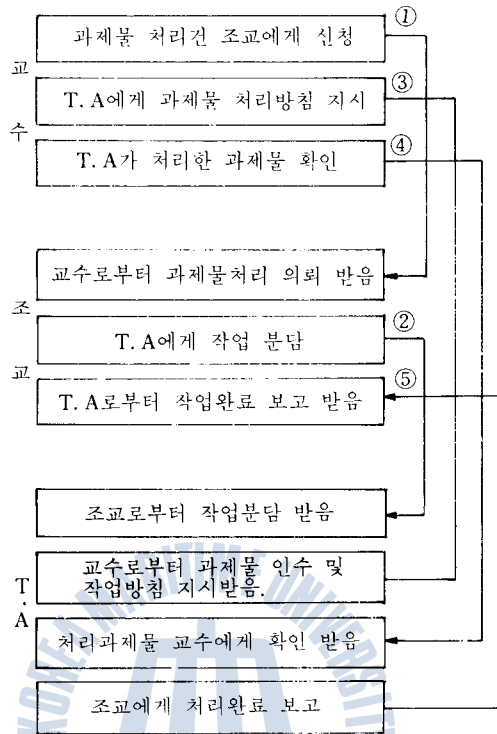 ①
과제물 처리건 조교에게 신청
③
T.A에게 과제물 처리방침 지시
④
T.A가 처리한 과제물 확인
교
수
교수로부터 과제물처리 의뢰 받음
②
T.A에게 작업 분담
⑤
T.A로부터 작업완료 보고 받음
조
교
조교로부터 작업분담 받음
교수로부터 과제물 인수 및
작업방침 지시받음.
처리과제물 교수에게 확인 받음
조교에게 처리완료 보고
T.A
KOREA MARITIME UNIVERSITY